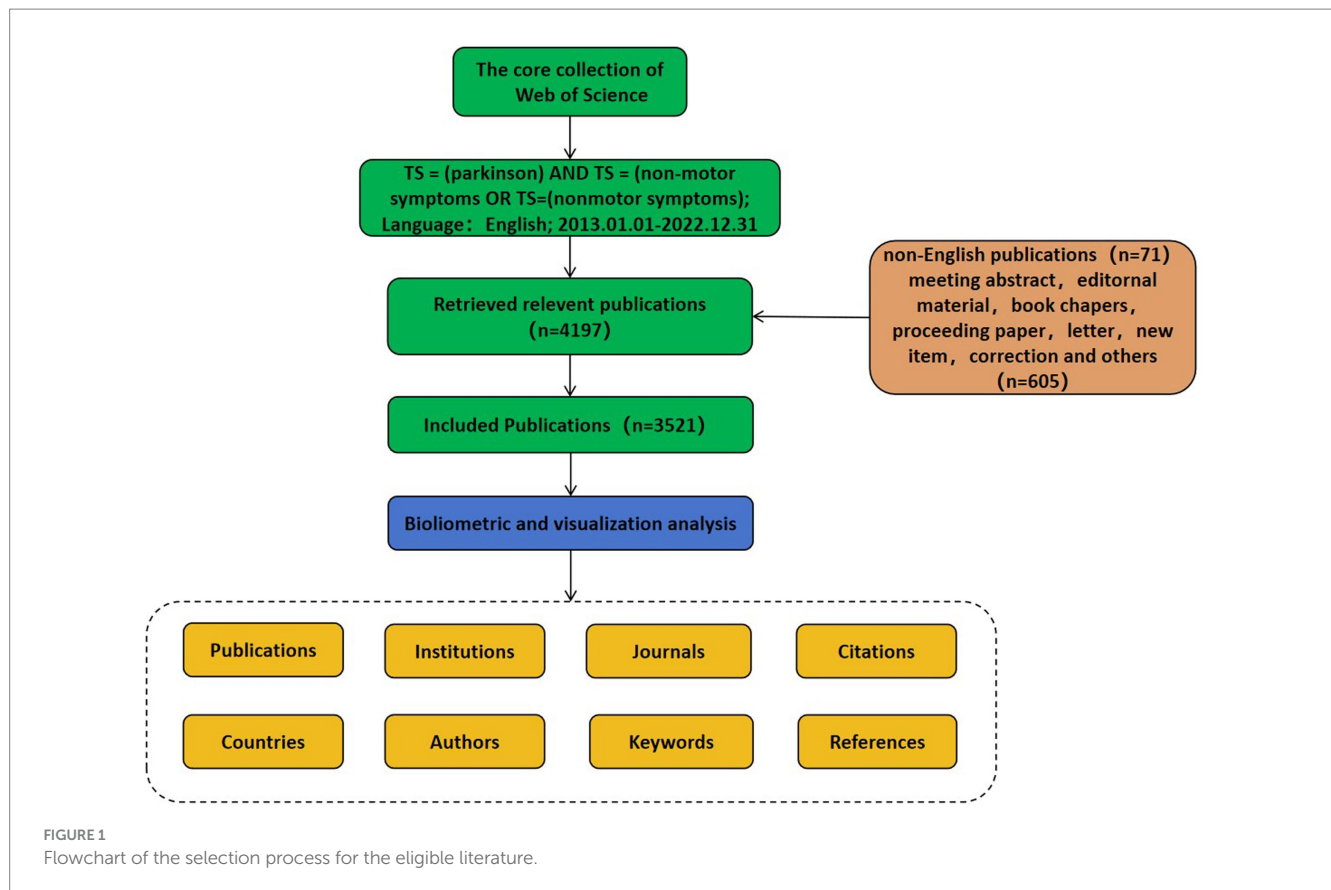 The core collection of
Web of Science
TS = (parkinson) AND TS = (non-motor
symptoms OR TS=(nonmotor symptoms);
Language： English; 2013.01.01-2022.12.31
non-English publications（n=71）
meeting abstract， editornal
material， book chapers，
proceeding paper， letter， new
item， correction and others
（n=605）
Retrieved relevent publications
（n=4197）
Included Publications（n=3521）
Bioliometric and visualization analysis
Publications
Institutions
Journals
Citations
Countries
Authors
Keywords
References
FIGURE 1
Flowchart of the selection process for the eligible literature.